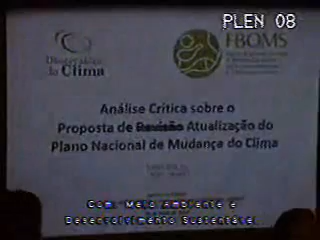 PLEN 08
Observatório
do Clima
FBOMS
Análise Crítica sobre o
Proposta de Revisão Atualização do
Plano Nacional de Mudança do Clima
Com. Meio Ambiente e
Desenvolvimento Sustentável